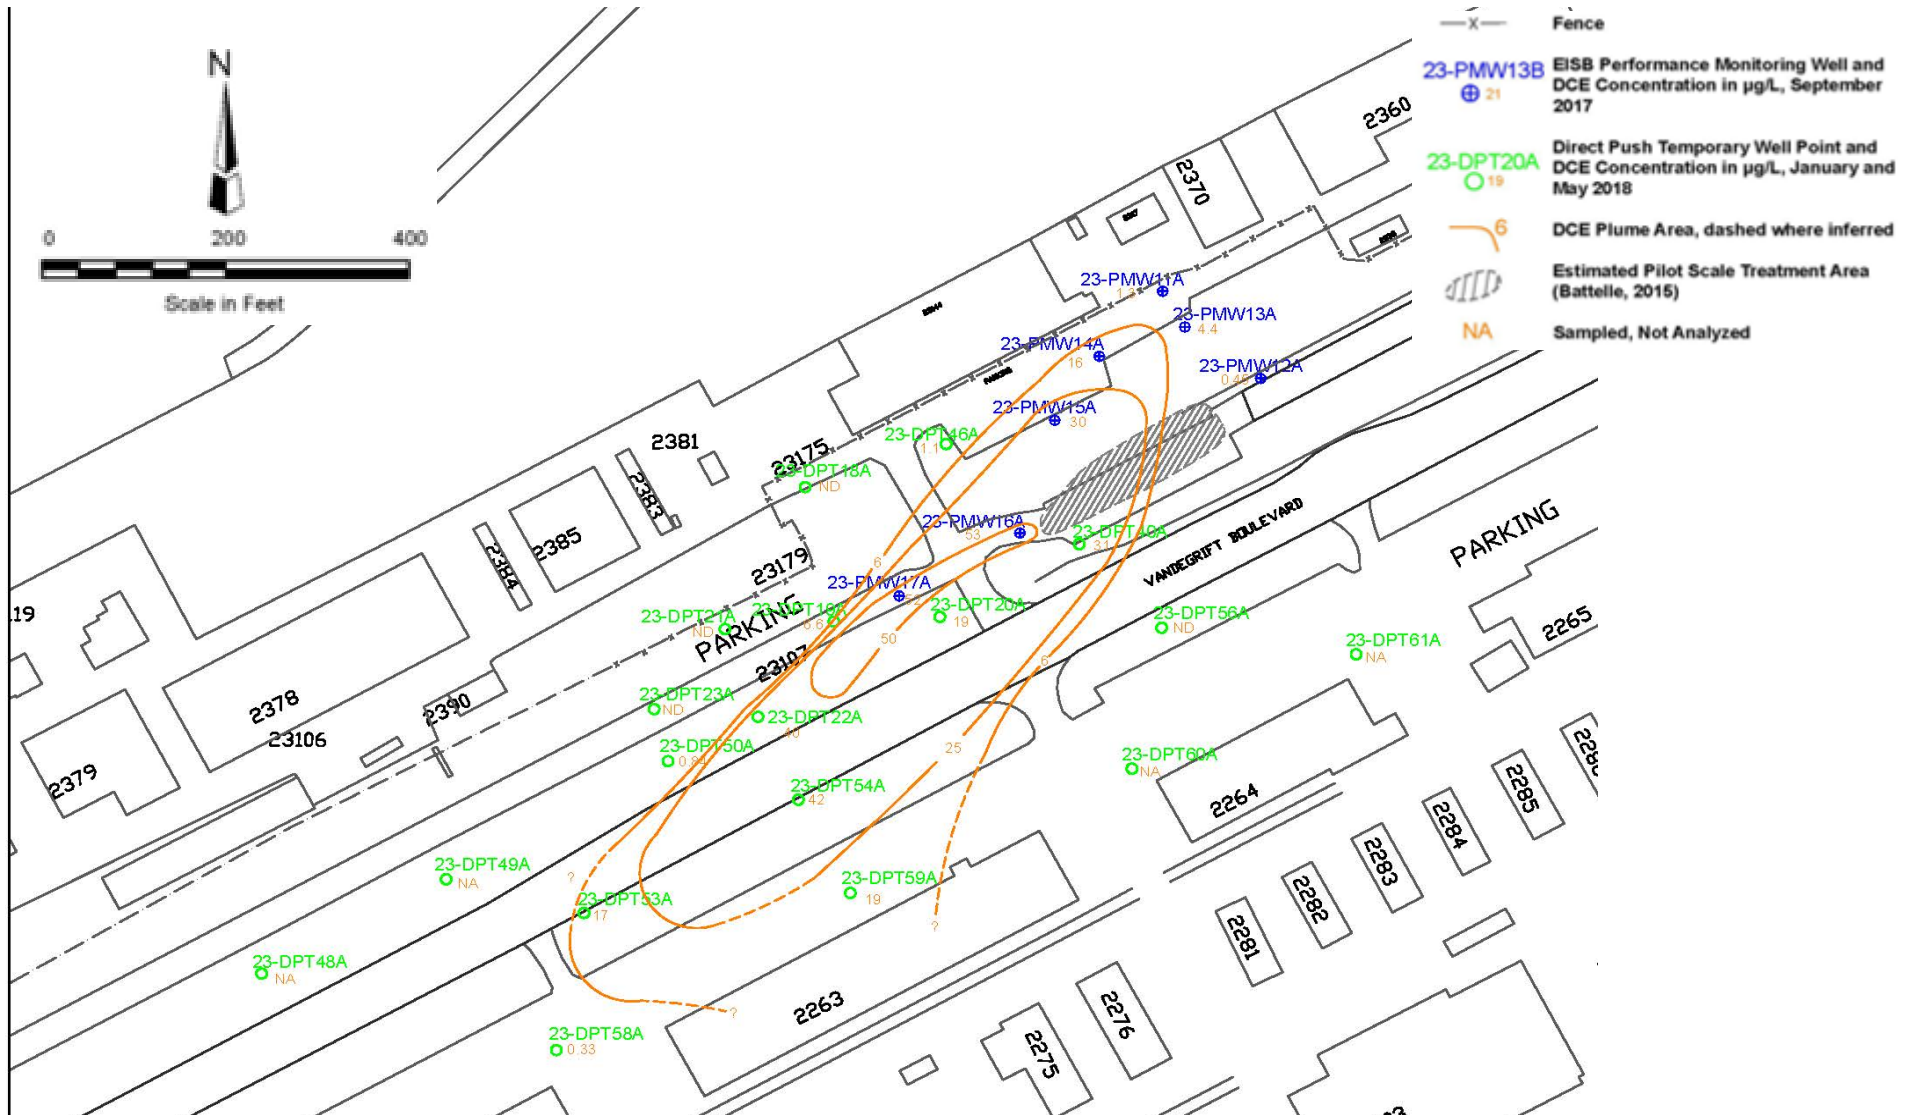 N
0 200 400
Scale in Feet
—x— Fence
23-PMW13B
21
EISB Performance Monitoring Well and
DCE Concentration in µg/L, September
2017
23-DPT20A
19
Direct Push Temporary Well Point and
DCE Concentration in µg/L, January and
May 2018
6
DCE Plume Area, dashed where inferred
Estimated Pilot Scale Treatment Area
(Battelle, 2015)
NA
Sampled, Not Analyzed
2360
2370
23-PMW11A
23-PMW13A
4.4
23-PMW14A
16
23-PMW12A
PARKING
23-PMW15A
30
23-DPT46A
1.1
2381
23175
23-DPT18A
ND
2383
2385
2384
23-PMW16A
53
23-DPT40A
31
VANDEGRIFT BOULEVARD
PARKING
6
23179
23-PMW17A
52
23-DPT19A
6.6
23-DPT20A
19
23-DPT21A
ND
PARKING
50
23-DPT56A
ND
23-DPT61A
NA
2265
6
23107
23-DPT23A
ND
23-DPT22A
40
2378
2390
23106
23-DPT50A
25
23-DPT60A
NA
2379
23-DPT54A
42
2264
2285
2284
2283
2282
2281
23-DPT49A
NA
?
23-DPT53A
17
23-DPT59A
19
?
23-DPT48A
NA
?
2263
2276
2275
23-DPT58A
0.33